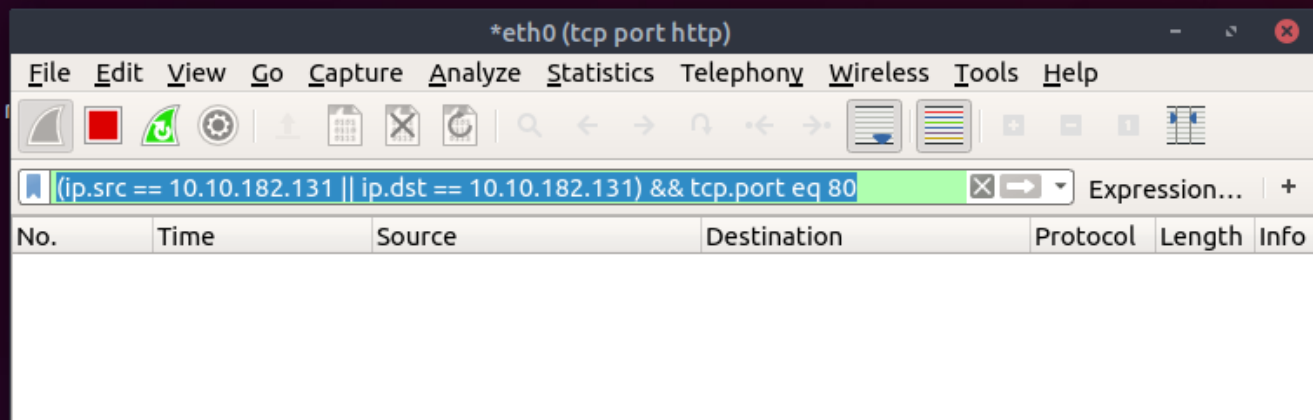 *eth0 (tcp port http)
File Edit View Go Capture Analyze Statistics Telephony Wireless Tools Help
(ip.src == 10.10.182.131 || ip.dst == 10.10.182.131) && tcp.port eq 80 Expression… +
No. Time Source Destination Protocol Length Info